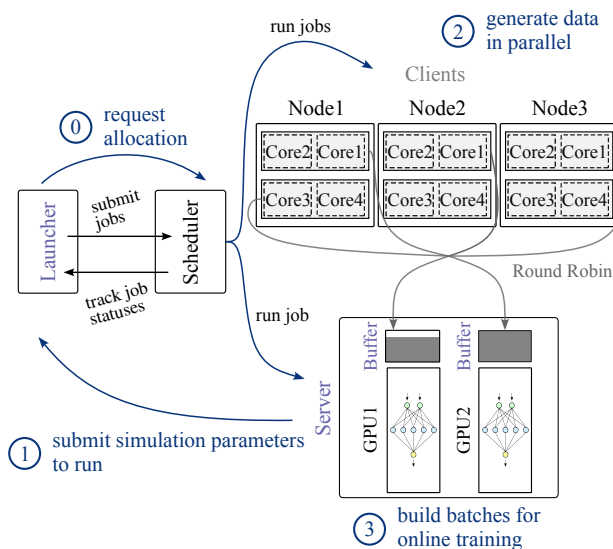 run jobs
2 generate data
in parallel
Clients
0 request
allocation
Node1 Node2 Node3
Core2 Core1 Core2 Core1 Core2 Core1
Core3 Core4 Core3 Core4 Core3 Core4
Launcher
submit
jobs
Scheduler
track job
statuses
Round Robin
run job
Buffer
Buffer
Server
GPU1
GPU2
1 submit simulation parameters
to run
3 build batches for
online training